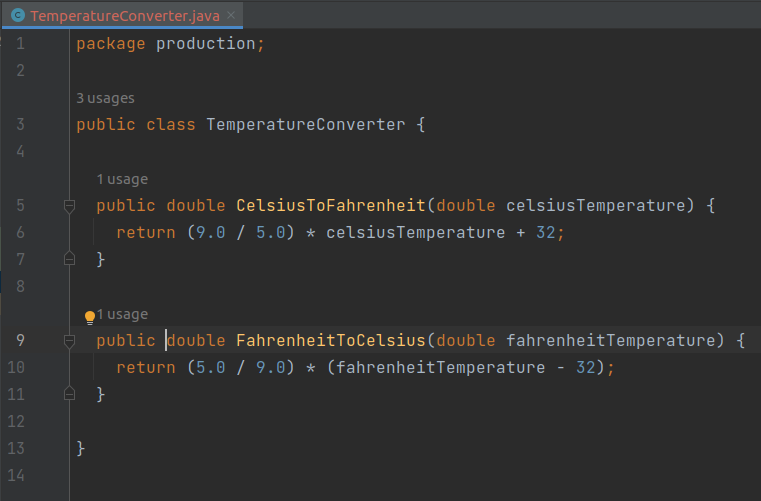 TemperatureConverter.java
1 package production;
2
3 usages
3 public class TemperatureConverter {
4
1 usage
5 public double CelsiusToFahrenheit(double celsiusTemperature) {
6 return (9.0 / 5.0) * celsiusTemperature + 32;
7 }
8
1 usage
9 public double FahrenheitToCelsius(double fahrenheitTemperature) {
10 return (5.0 / 9.0) * (fahrenheitTemperature - 32);
11 }
12
13 }
14